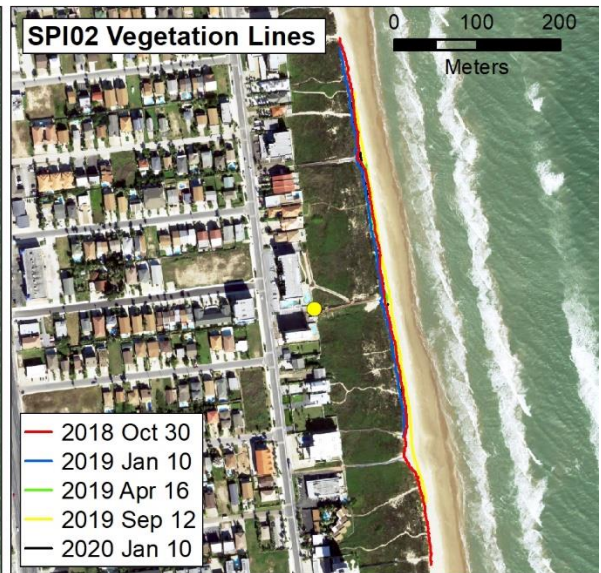 SPI02 Vegetation Lines
0 100 200
Meters
2018 Oct 30
2019 Jan 10
2019 Apr 16
2019 Sep 12
2020 Jan 10